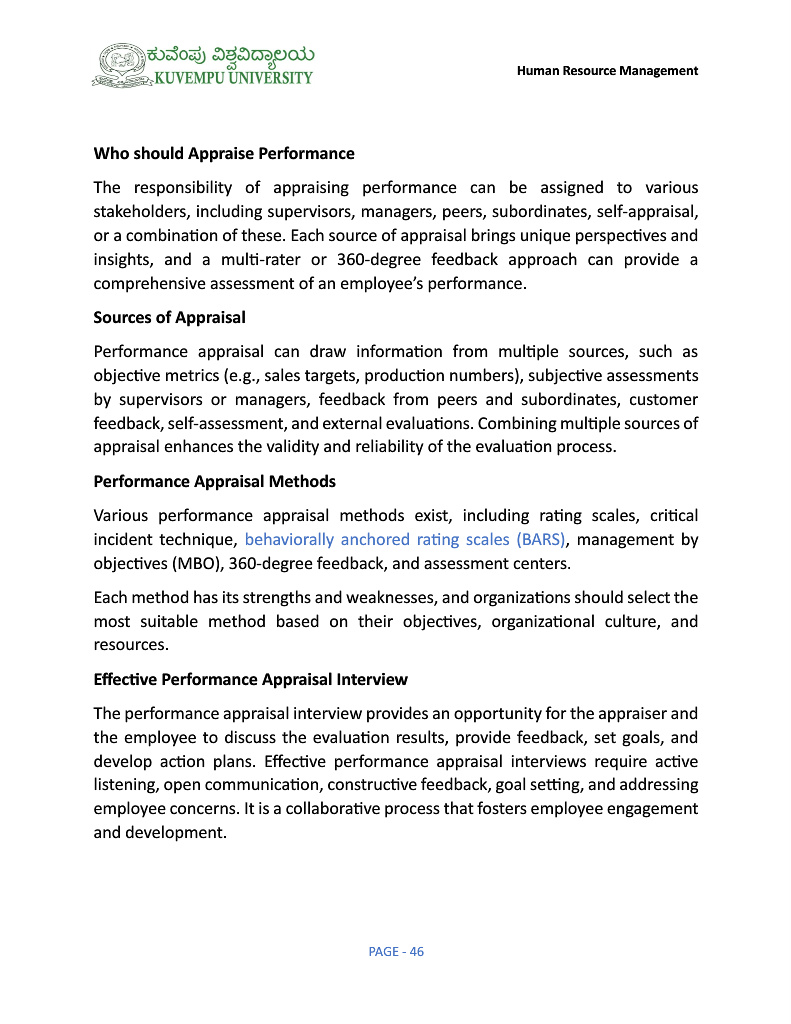 ಕುವೆಂಪು ವಿಶ್ವವಿದ್ಯಾಲಯ
KUVEMPU UNIVERSITY
Human Resource Management
Who should Appraise Performance
The responsibility of appraising performance can be assigned to various
stakeholders, including supervisors, managers, peers, subordinates, self-appraisal,
or a combination of these. Each source of appraisal brings unique perspectives and
insights, and a multi-rater or 360-degree feedback approach can provide a
comprehensive assessment of an employee’s performance.
Sources of Appraisal
Performance appraisal can draw information from multiple sources, such as
objective metrics (e.g., sales targets, production numbers), subjective assessments
by supervisors or managers, feedback from peers and subordinates, customer
feedback, self-assessment, and external evaluations. Combining multiple sources of
appraisal enhances the validity and reliability of the evaluation process.
Performance Appraisal Methods
Various performance appraisal methods exist, including rating scales, critical
incident technique, behaviorally anchored rating scales (BARS), management by
objectives (MBO), 360-degree feedback, and assessment centers.
Each method has its strengths and weaknesses, and organizations should select the
most suitable method based on their objectives, organizational culture, and
resources.
Effective Performance Appraisal Interview
The performance appraisal interview provides an opportunity for the appraiser and
the employee to discuss the evaluation results, provide feedback, set goals, and
develop action plans. Effective performance appraisal interviews require active
listening, open communication, constructive feedback, goal setting, and addressing
employee concerns. It is a collaborative process that fosters employee engagement
and development.
PAGE - 46